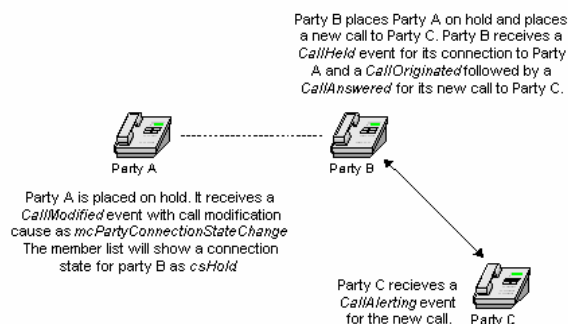 Party B places Party A on hold and places
a new call to Party C. Party B receives a
CallHeld event for its connection to Party
A and a CallOriginated followed by a
CallAnswered for its new call to Party C.
Party A
Party B
Party A is placed on hold. It receives a
CallModified event with call modification
cause as mcPartyConnectionStateChange
The member list will show a connection
state for party B as csHold
Party C recieves a
CallAlerting event
for the new call.
Party C